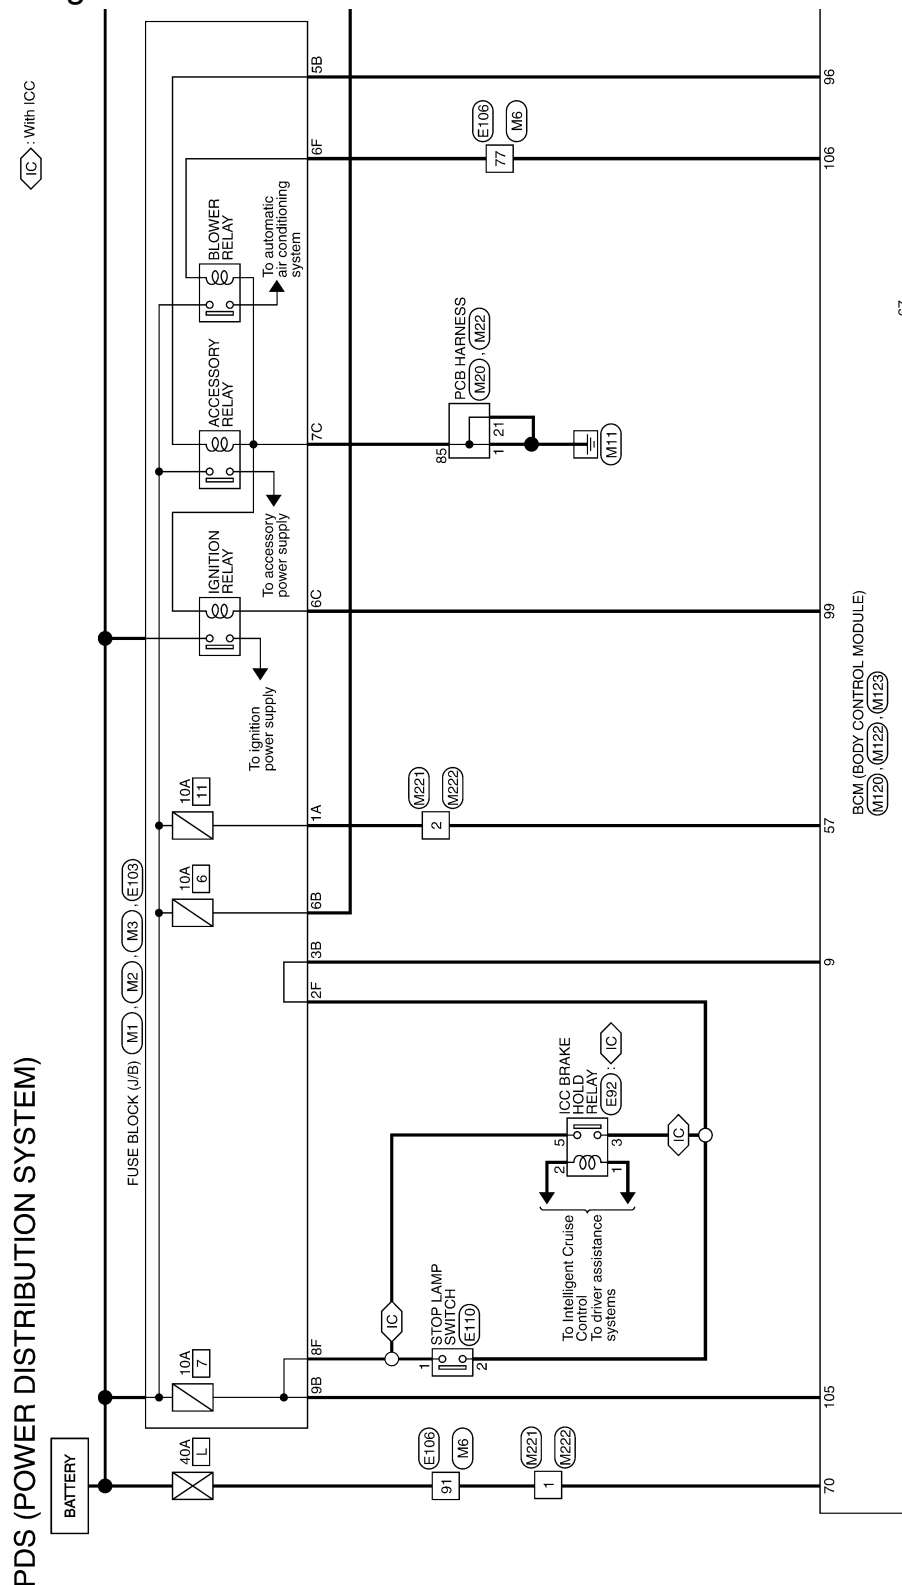 PDS (POWER DISTRIBUTION SYSTEM)
IC : With ICC
BATTERY
40A
L
E106
91
M6
M221
1
M222
70
FUSE BLOCK (J/B) M1 , M2 , M3 , E103
10A
7
9B
105
8F
IC
1
STOP LAMP
SWITCH
E110
2
ICC BRAKE
HOLD
RELAY
E92 : IC
5
2
3
1
IC
To Intelligent Cruise
Control
To driver assistance
systems
2F
3B
9
10A
6
6B
10A
11
1A
M221
2
M222
57
IGNITION
RELAY
To ignition
power supply
6C
99
ACCESSORY
RELAY
To accessory
power supply
7C
PCB HARNESS
M20 , M22
85
1
21
M11
BLOWER
RELAY
To automatic
air conditioning
system
6F
E106
77
M6
106
5B
96
BCM (BODY CONTROL MODULE)
M120 , M122 , M123